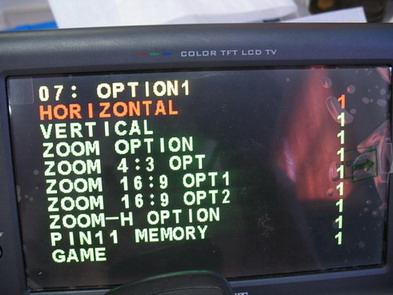 COLOR TFT LCD TV
07: OPTION1
HORIZONTAL 1
VERTICAL 1
ZOOM OPTION 1
ZOOM 4:3 OPT 1
ZOOM 16:9 OPT1 1
ZOOM 16:9 OPT2 1
ZOOM-H OPTION 1
PIN11 MEMORY 1
GAME 1